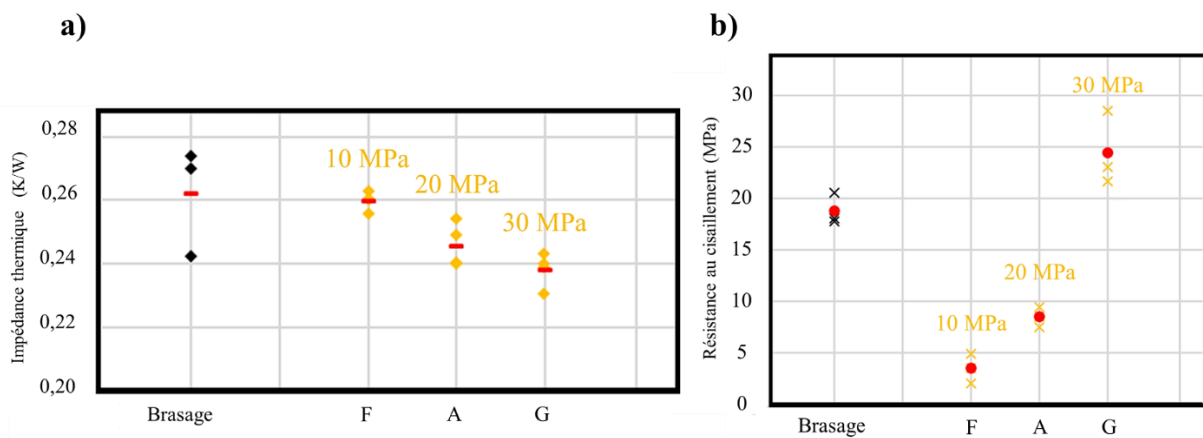 a)
Impédance thermique (K/W)
0,28
0,26
0,24
0,22
0,20
10 MPa
20 MPa
30 MPa
Brasage
F
A
G
b)
Résistance au cisaillement (MPa)
30
25
20
15
10
5
0
30 MPa
20 MPa
10 MPa
Brasage
F
A
G